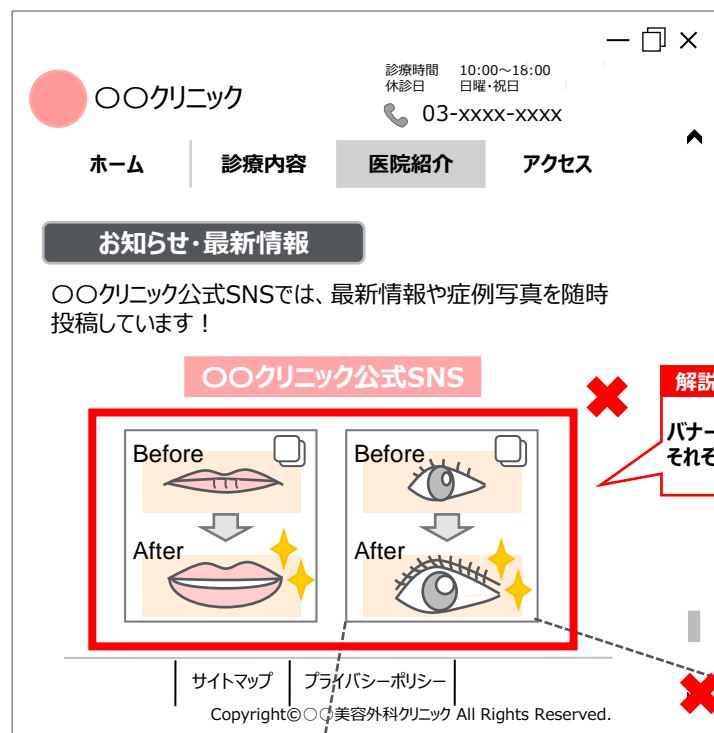 診療時間 10:00～18:00
休診日 日曜・祝日
〇〇クリニック
03-xxxx-xxxx
ホーム 診療内容 医院紹介 アクセス
お知らせ・最新情報
〇〇クリニック公式SNSでは、最新情報や症例写真を随時
投稿しています！
〇〇クリニック公式SNS
解説
バナー
それぞ
Before
After
Before
After
サイトマップ プライバシーポリシー
Copyright©〇〇美容外科クリニック All Rights Reserved.